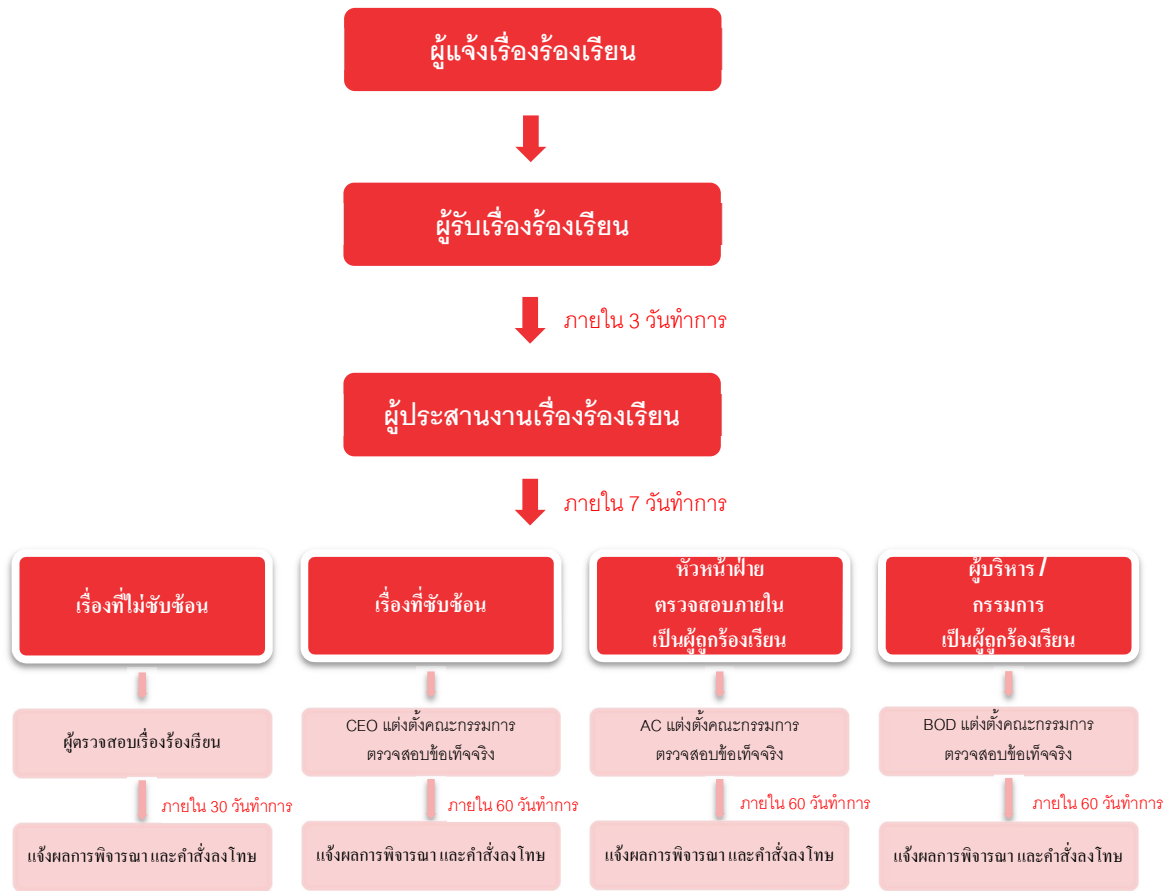 ผู้แจ้งเรื่องร้องเรียน
ผู้รับเรื่องร้องเรียน
ภายใน 3 วันทำการ
ผู้ประสานงานเรื่องร้องเรียน
ภายใน 7 วันทำการ
เรื่องที่ไม่ซับซ้อน
เรื่องที่ซับซ้อน
หัวหน้าฝ่าย
ตรวจสอบภายใน
เป็นผู้ถูกร้องเรียน
ผู้บริหาร /
กรรมการ
เป็นผู้ถูกร้องเรียน
ผู้ตรวจสอบเรื่องร้องเรียน
CEO แต่งตั้งคณะกรรมการ
ตรวจสอบข้อเท็จจริง
AC แต่งตั้งคณะกรรมการ
ตรวจสอบข้อเท็จจริง
BOD แต่งตั้งคณะกรรมการ
ตรวจสอบข้อเท็จจริง
ภายใน 30 วันทำการ
ภายใน 60 วันทำการ
ภายใน 60 วันทำการ
ภายใน 60 วันทำการ
แจ้งผลการพิจารณา และคำสั่งลงโทษ
แจ้งผลการพิจารณา และคำสั่งลงโทษ
แจ้งผลการพิจารณา และคำสั่งลงโทษ
แจ้งผลการพิจารณา และคำสั่งลงโทษ